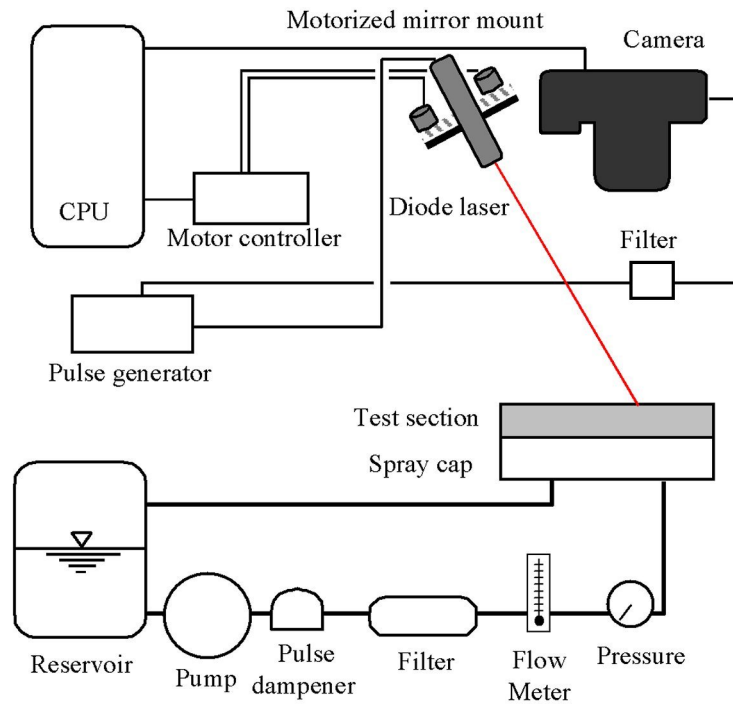 Motorized mirror mount
Camera
CPU
Diode laser
Motor controller
Filter
Pulse generator
Test section
Spray cap
Reservoir
Pump
Pulse
dampener
Filter
Flow
Meter
Pressure